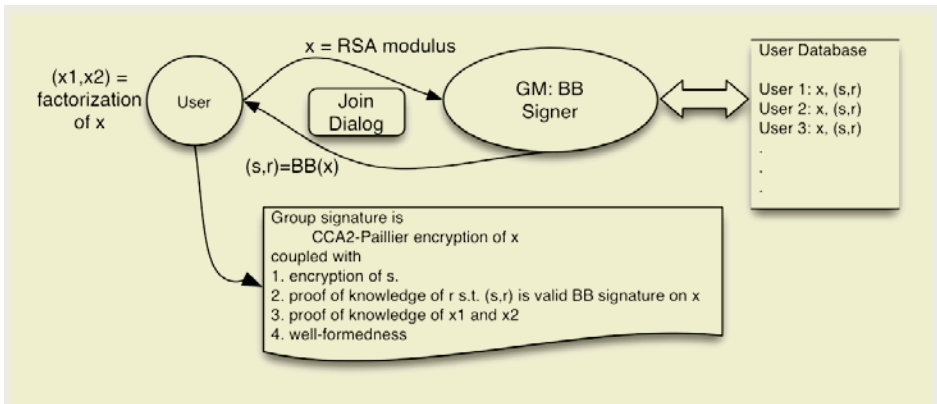 x = RSA modulus
(x1,x2) =
factorization
of x
User
Join
Dialog
(s,r)=BB(x)
GM: BB
Signer
User Database
User 1: x, (s,r)
User 2: x, (s,r)
User 3: x, (s,r)
.
.
.
Group signature is
CCA2-Paillier encryption of x
coupled with
1. encryption of s.
2. proof of knowledge of r s.t. (s,r) is valid BB signature on x
3. proof of knowledge of x1 and x2
4. well-formedness